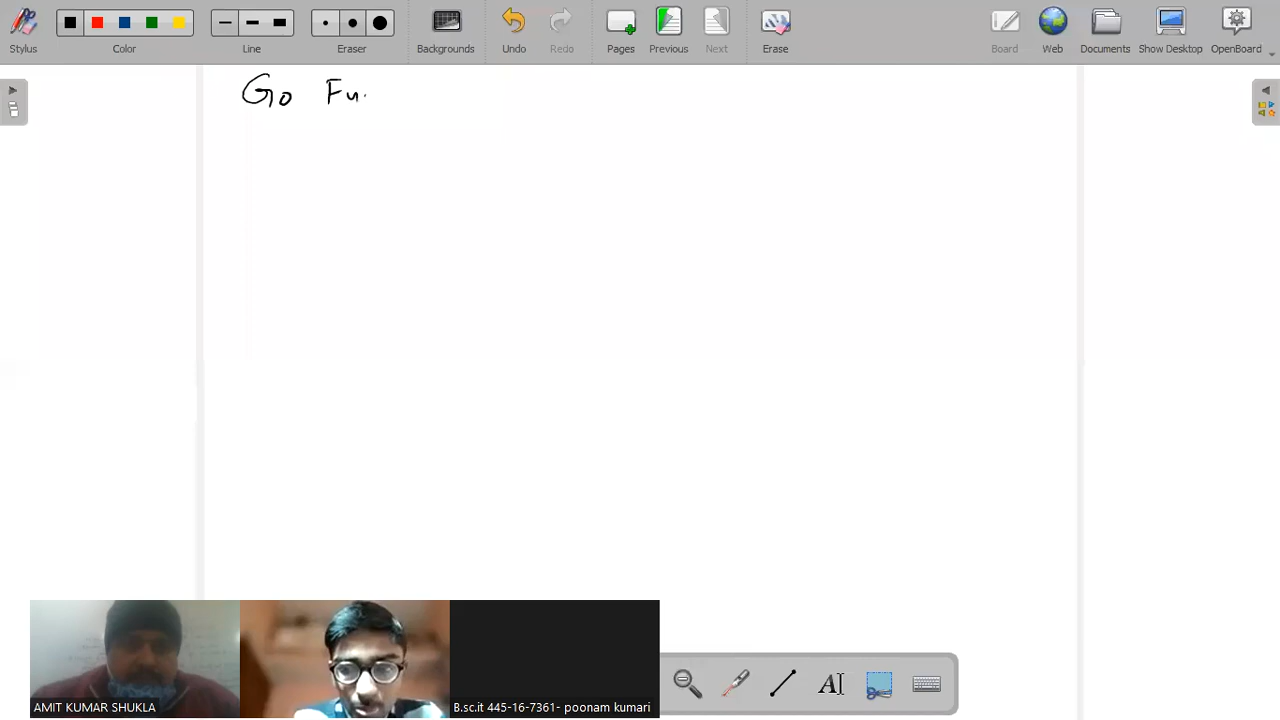 Stylus
Color
Line
Eraser
Backgrounds
Undo
Redo
Pages
Previous
Next
Erase
Board
Web
Documents
Show Desktop
OpenBoard
Go Fu
AI
AMIT KUMAR SHUKLA
B.sc.it 445-16-7361- poonam kumari